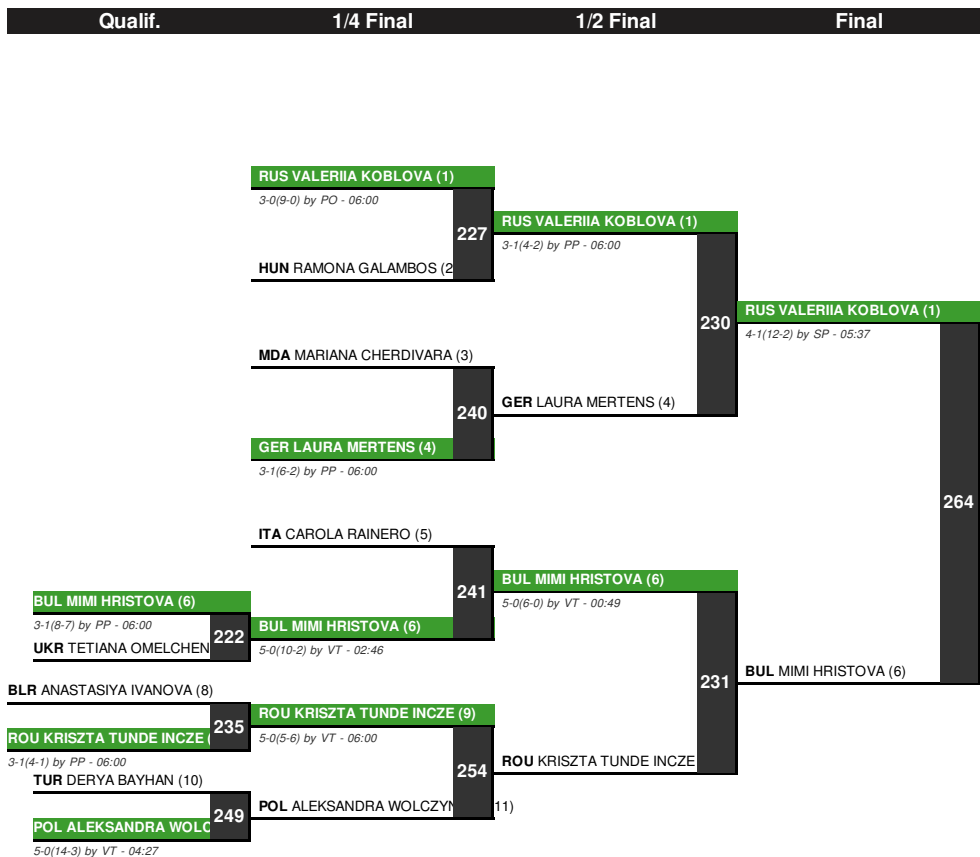 Qualif. 1/4 Final 1/2 Final Final
RUS VALERIIA KOBLOVA (1)
3-0(9-0) by PO - 06:00
227
HUN RAMONA GALAMBOS (2
RUS VALERIIA KOBLOVA (1)
3-1(4-2) by PP - 06:00
230
RUS VALERIIA KOBLOVA (1)
4-1(12-2) by SP - 05:37
MDA MARIANA CHERDIVARA (3)
240
GER LAURA MERTENS (4)
GER LAURA MERTENS (4)
3-1(6-2) by PP - 06:00
264
ITA CAROLA RAINERO (5)
241
BUL MIMI HRISTOVA (6)
5-0(6-0) by VT - 00:49
BUL MIMI HRISTOVA (6)
3-1(8-7) by PP - 06:00
222
UKR TETIANA OMELCHEN
BUL MIMI HRISTOVA (6)
5-0(10-2) by VT - 02:46
231
BUL MIMI HRISTOVA (6)
BLR ANASTASIYA IVANOVA (8)
235
ROU KRISZTA TUNDE INCZE (
3-1(4-1) by PP - 06:00
ROU KRISZTA TUNDE INCZE (9)
5-0(5-6) by VT - 06:00
254
ROU KRISZTA TUNDE INCZE
TUR DERYA BAYHAN (10)
249
POL ALEKSANDRA WOLC
5-0(14-3) by VT - 04:27
POL ALEKSANDRA WOLCZYN 11)